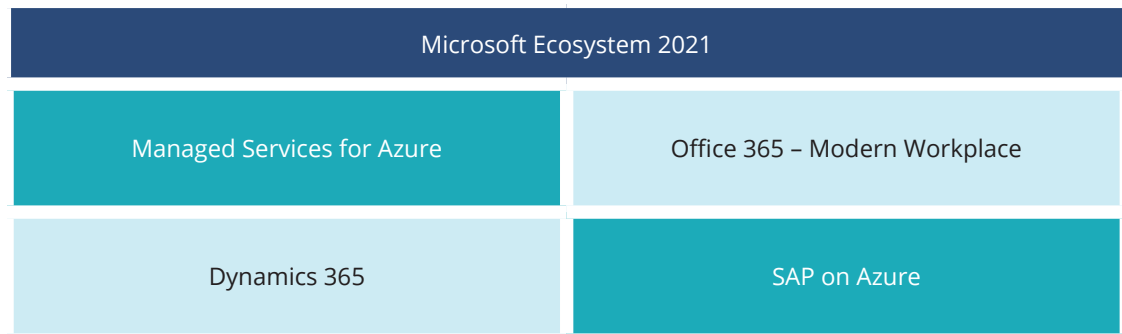 Microsoft Ecosystem 2021
Managed Services for Azure
Office 365 – Modern Workplace
Dynamics 365
SAP on Azure